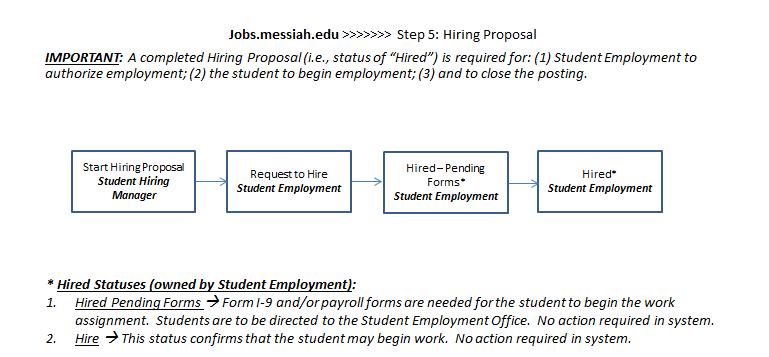 Jobs.messiah.edu >>>>>>> Step 5: Hiring Proposal
IMPORTANT: A completed Hiring Proposal (i.e., status of “Hired”) is required for: (1) Student Employment to
authorize employment; (2) the student to begin employment; (3) and to close the posting.
Start Hiring Proposal
Student Hiring
Manager
Request to Hire
Student Employment
Hired – Pending
Forms*
Student Employment
Hired*
Student Employment
* Hired Statuses (owned by Student Employment):
1. Hired Pending Forms → Form I-9 and/or payroll forms are needed for the student to begin the work
assignment. Students are to be directed to the Student Employment Office. No action required in system.
2. Hire → This status confirms that the student may begin work. No action required in system.